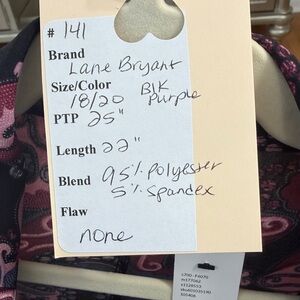 # 141
Brand
Lane Bryant
Size/Color
18/20 Blk Purple
PTP 25"
Length 22"
Blend 95% Polyester
5% Spandex
Flaw
none